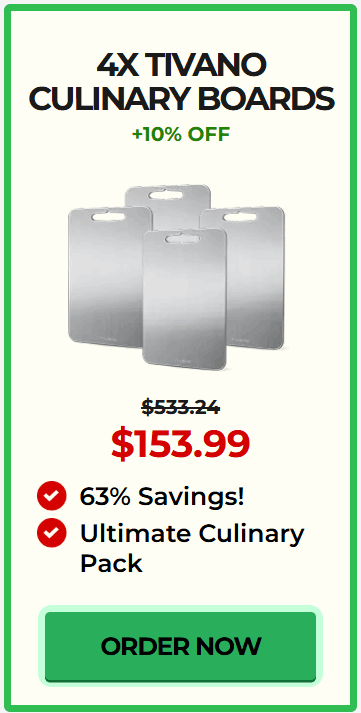 4X TIVANO
CULINARY BOARDS
+10% OFF
$533.24
$153.99
63% Savings!
Ultimate Culinary
Pack
ORDER NOW